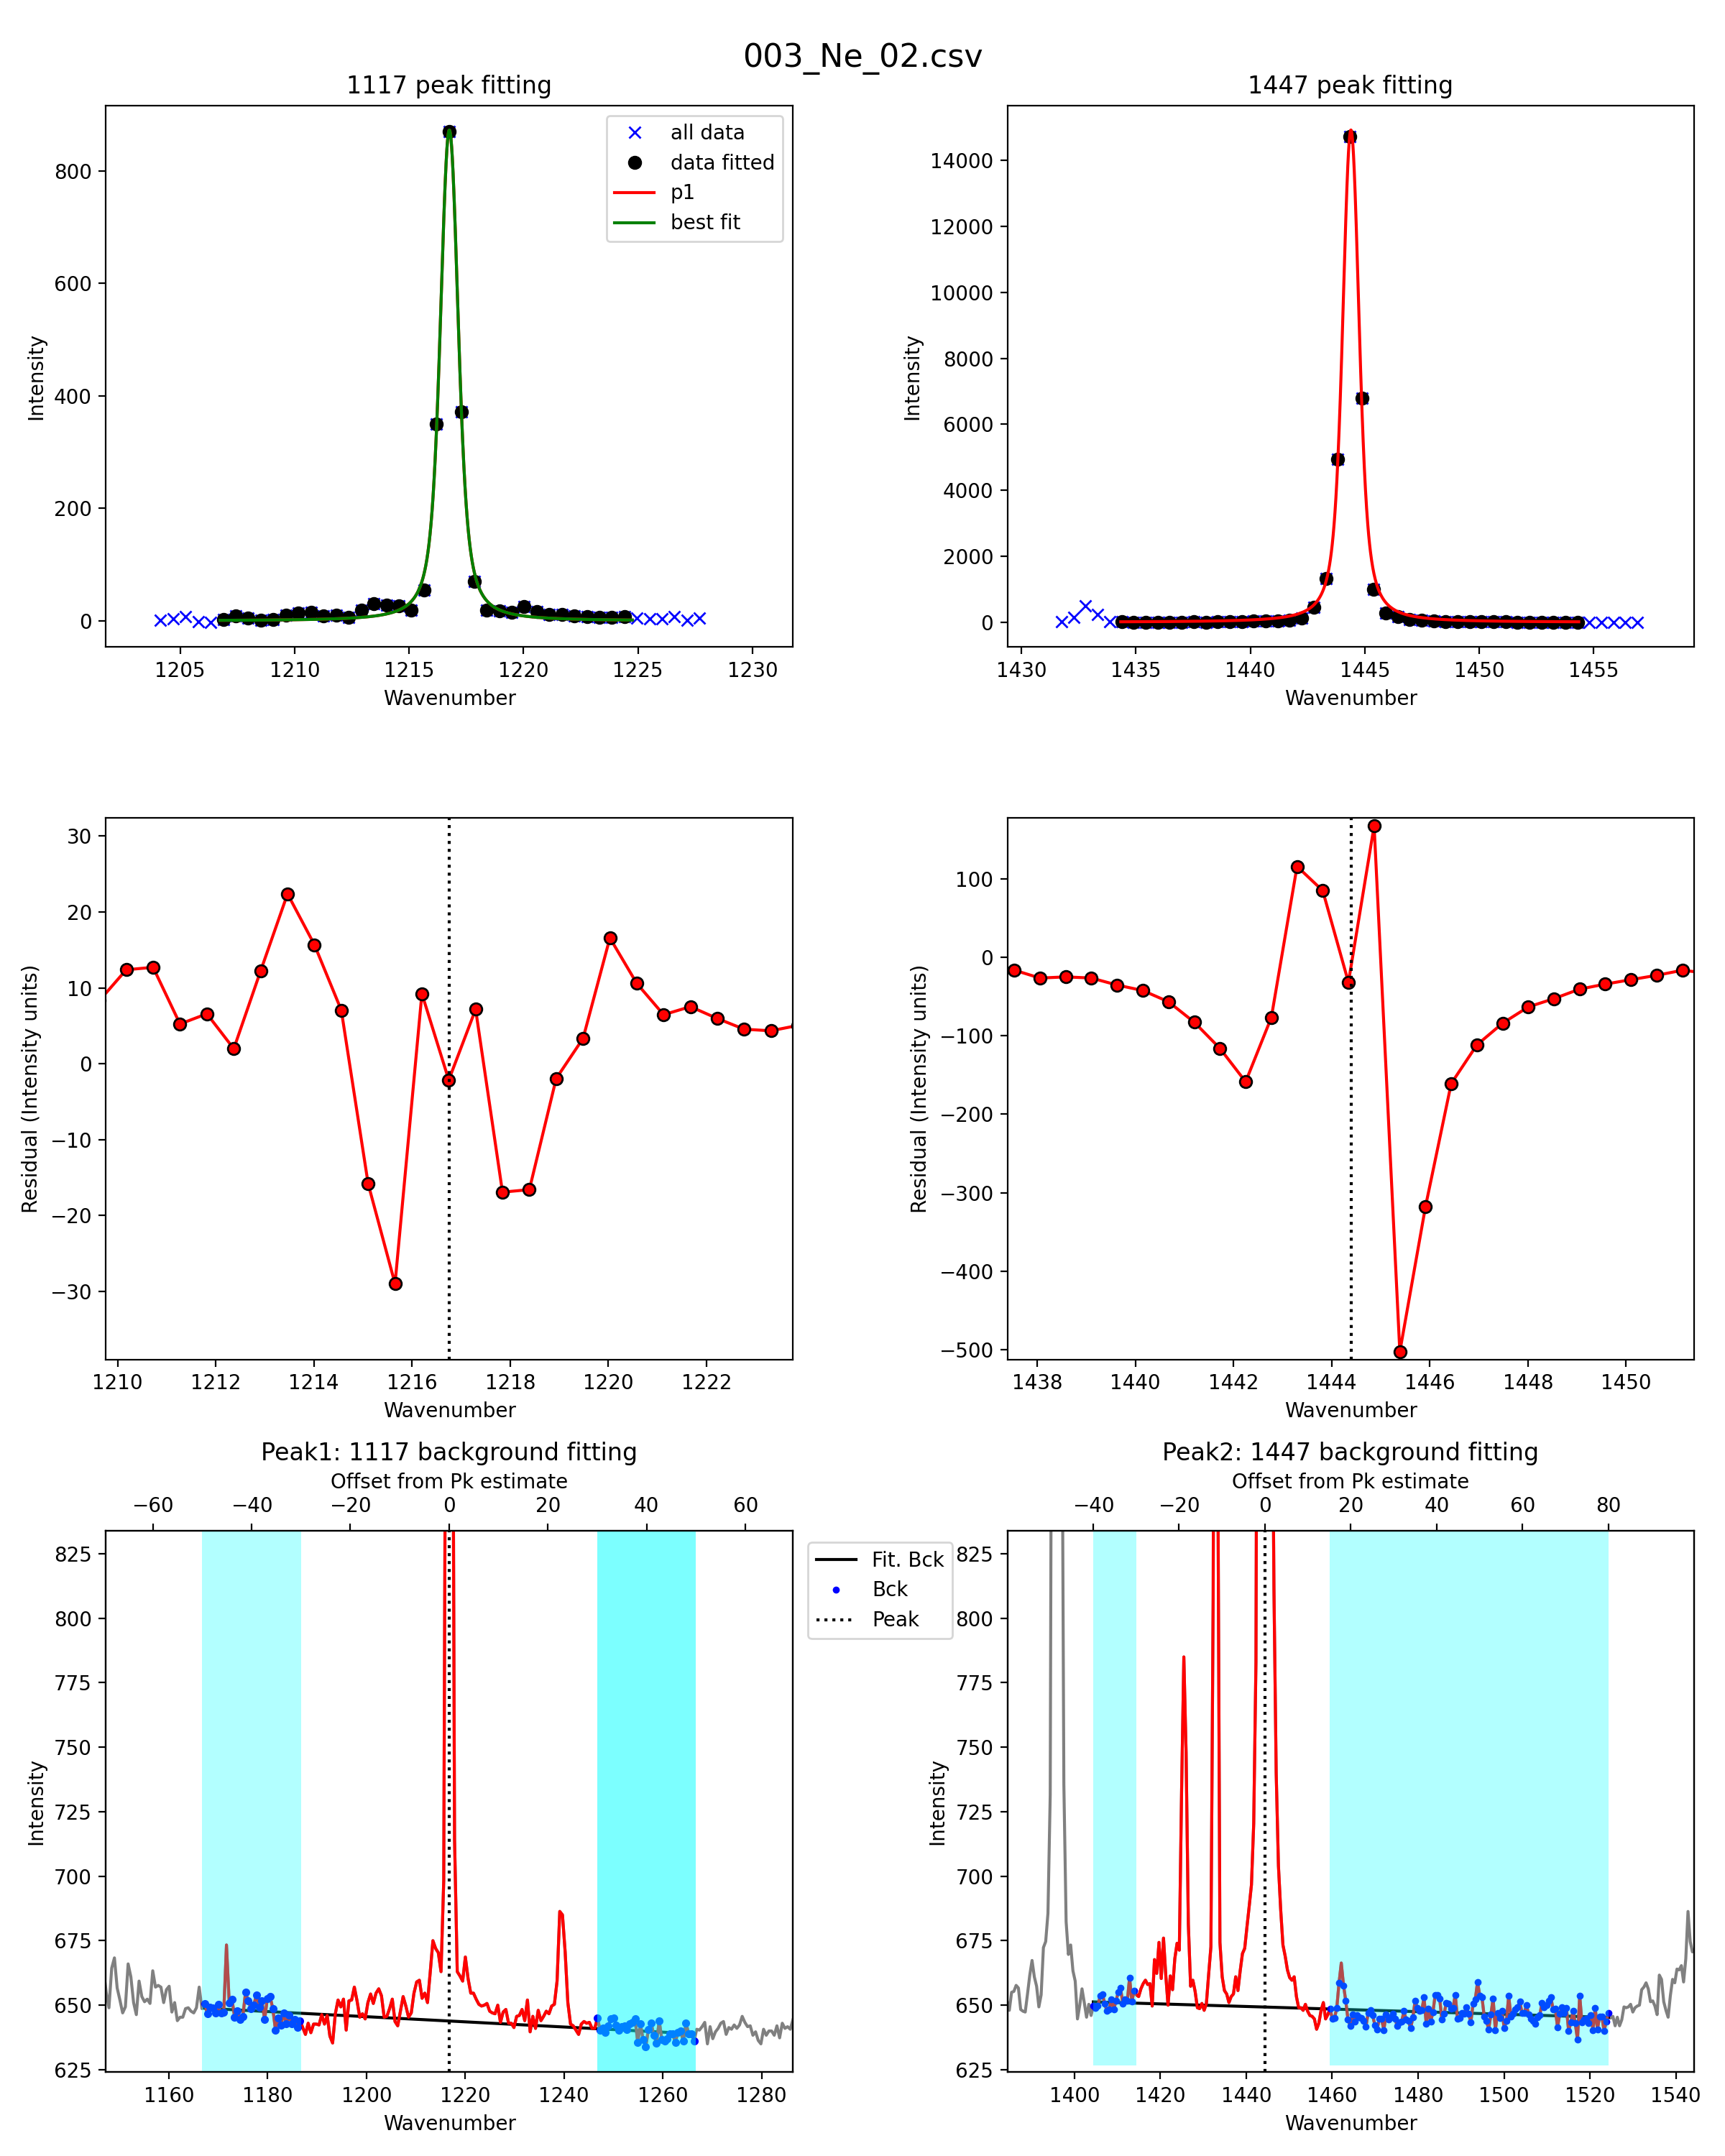 003_Ne_02.csv
1117 peak fitting
all data
data fitted
p1
best fit
Intensity
800
600
400
200
0
1205 1210 1215 1220 1225 1230
Wavenumber
1447 peak fitting
Intensity
14000
12000
10000
8000
6000
4000
2000
0
1430 1435 1440 1445 1450 1455
Wavenumber
Residual (Intensity units)
30
20
10
0
−10
−20
−30
1210 1212 1214 1216 1218 1220 1222
Wavenumber
Residual (Intensity units)
100
0
−100
−200
−300
−400
−500
1438 1440 1442 1444 1446 1448 1450
Wavenumber
Peak1: 1117 background fitting
Offset from Pk estimate
−60 −40 −20 0 20 40 60
Intensity
825
800
775
750
725
700
675
650
625
1160 1180 1200 1220 1240 1260 1280
Wavenumber
Fit. Bck
Bck
Peak
Peak2: 1447 background fitting
Offset from Pk estimate
−40 −20 0 20 40 60 80
Intensity
825
800
775
750
725
700
675
650
625
1400 1420 1440 1460 1480 1500 1520 1540
Wavenumber